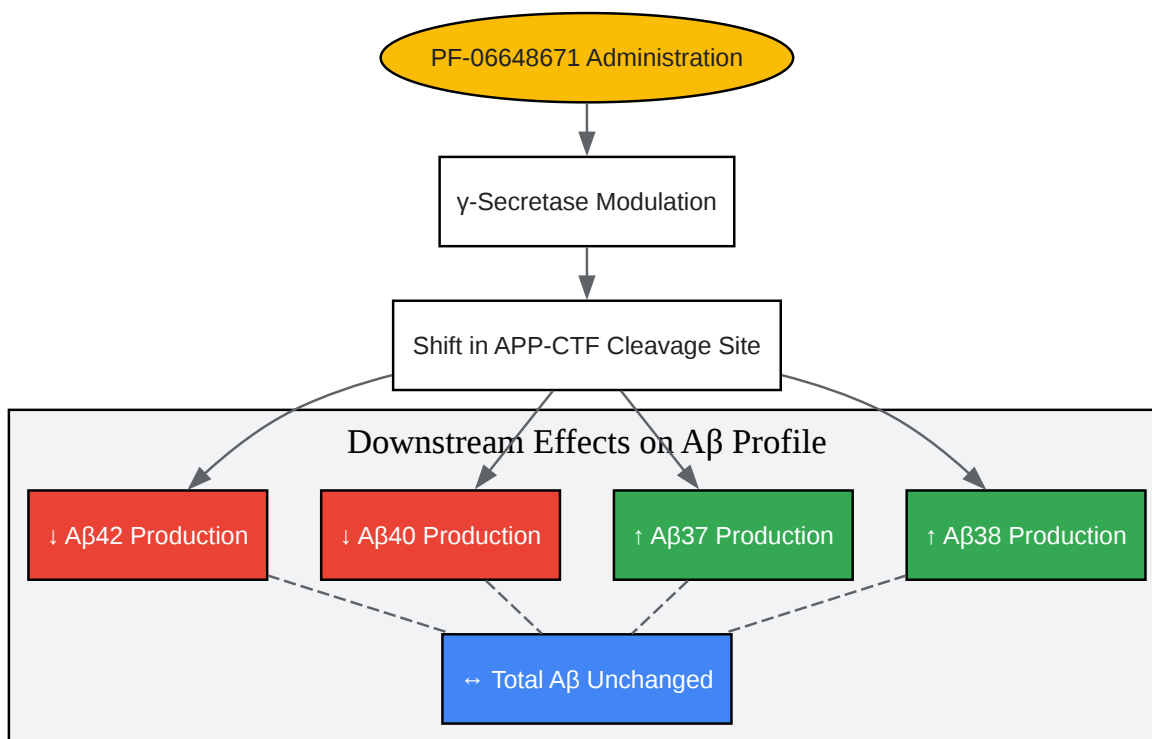 PF-06648671 Administration
γ-Secretase Modulation
Shift in APP-CTF Cleavage Site
Downstream Effects on Aβ Profile
↓ Aβ42 Production
↓ Aβ40 Production
↑ Aβ37 Production
↑ Aβ38 Production
↔ Total Aβ Unchanged